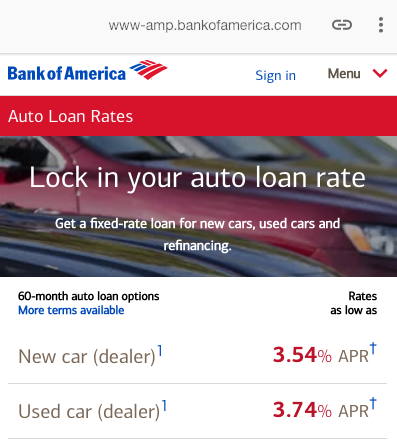 www-amp.bankofamerica.com
Bank of America
Sign in
Menu
Auto Loan Rates
Lock in your auto loan rate
Get a fixed-rate loan for new cars, used cars and
refinancing.
60-month auto loan options
More terms available
Rates
as low as
New car (dealer)1 3.54% APR†
Used car (dealer)1 3.74% APR†